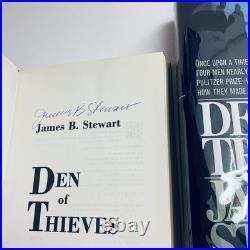 James B. Stewart
James B. Stewart
DEN
OF
THIEVES
ONCE UPON A TIME
FOUR MEN NEARLY
PULITZER PRIZE-
HOW THEY MADE
DE
T
JA
S